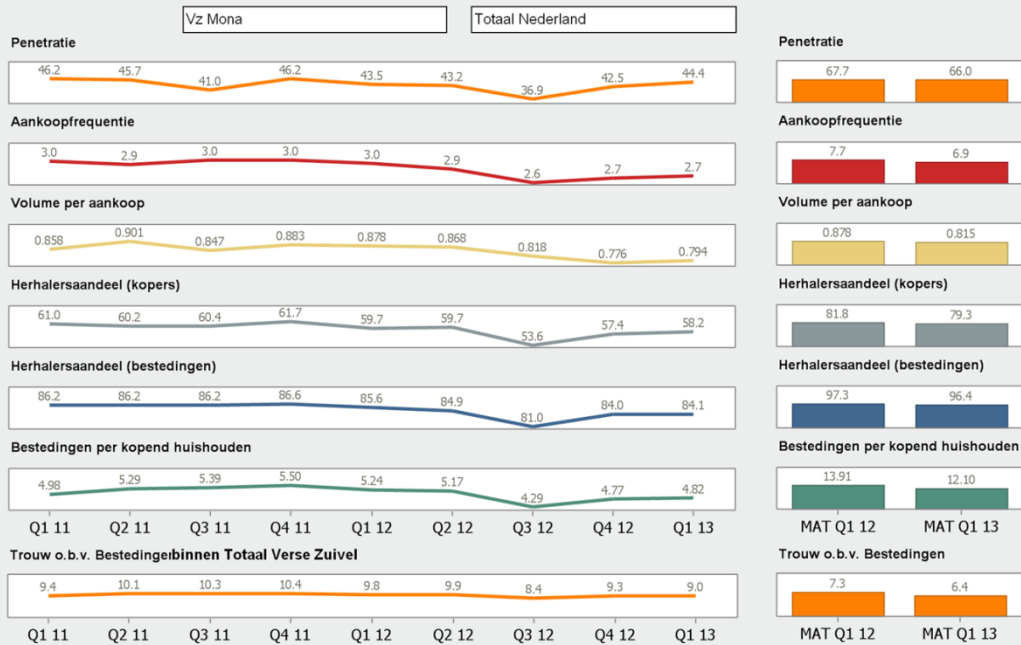 Vz Mona Totaal Nederland
Penetratie Penetratie
46.2 45.7 41.0 46.2 43.5 43.2 36.9 42.5 44.4 67.7 66.0
Aankoopfrequentie Aankoopfrequentie
3.0 2.9 3.0 3.0 3.0 2.9 2.6 2.7 2.7 7.7 6.9
Volume per aankoop Volume per aankoop
0.858 0.901 0.847 0.883 0.878 0.868 0.818 0.776 0.794 0.878 0.815
Herhalersaandeel (kopers) Herhalersaandeel (kopers)
61.0 60.2 60.4 61.7 59.7 59.7 53.6 57.4 58.2 81.8 79.3
Herhalersaandeel (bestedingen) Herhalersaandeel (bestedingen)
86.2 86.2 86.2 86.6 85.6 84.9 81.0 84.0 84.1 97.3 96.4
Bestedingen per kopend huishouden Bestedingen per kopend huishouden
4.98 5.29 5.39 5.50 5.24 5.17 4.29 4.77 4.82 13.91 12.10
Q1 11 Q2 11 Q3 11 Q4 11 Q1 12 Q2 12 Q3 12 Q4 12 Q1 13 MAT Q1 12 MAT Q1 13
Trouw o.b.v. Bestedingenbinnen Totaal Verse Zuivel Trouw o.b.v. Bestedingen
9.4 10.1 10.3 10.4 9.8 9.9 8.4 9.3 9.0 7.3 6.4
Q1 11 Q2 11 Q3 11 Q4 11 Q1 12 Q2 12 Q3 12 Q4 12 Q1 13 MAT Q1 12 MAT Q1 13